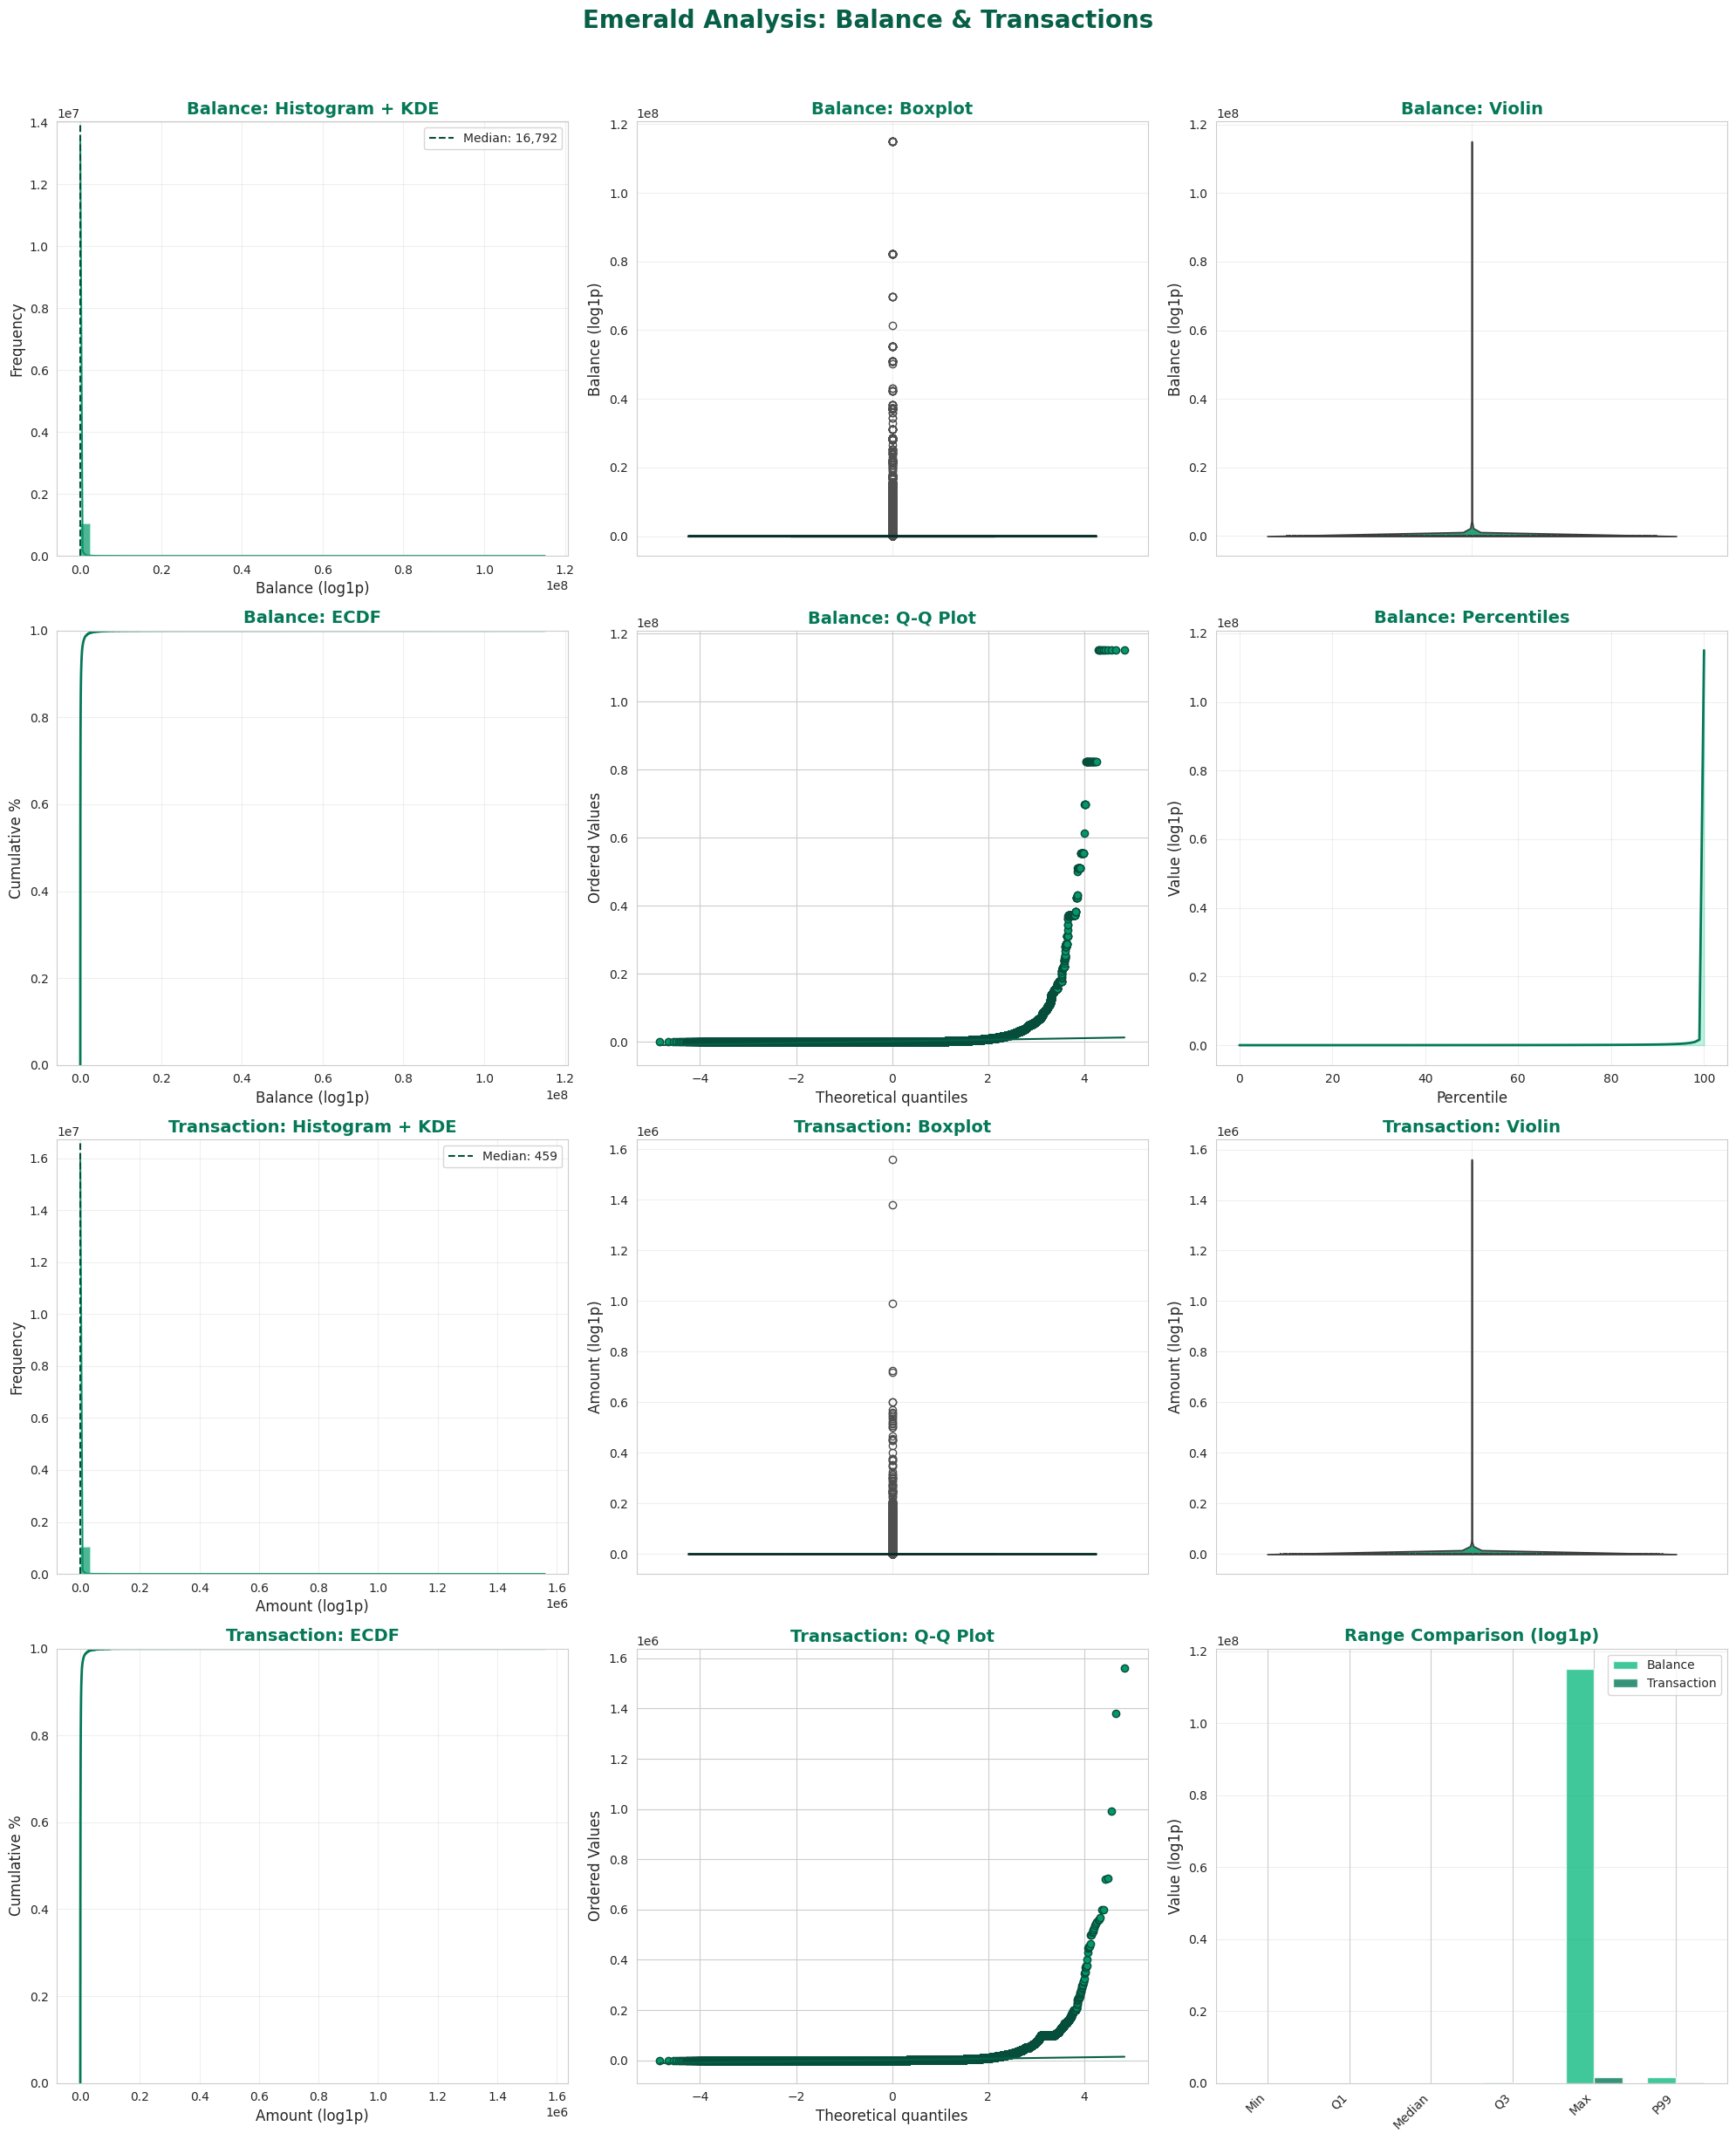 Emerald Analysis: Balance & Transactions
Balance: Histogram + KDE
1e7
1.4
1.2
1.0
0.8
0.6
0.4
0.2
0.0
Frequency
Median: 16,792
0.0 0.2 0.4 0.6 0.8 1.0 1.2
1e8
Balance (log1p)
Balance: Boxplot
1e8
1.2
1.0
0.8
0.6
0.4
0.2
0.0
Balance (log1p)
Balance: Violin
1e8
1.2
1.0
0.8
0.6
0.4
0.2
0.0
Balance (log1p)
Balance: ECDF
1.0
0.8
0.6
0.4
0.2
0.0
Cumulative %
0.0 0.2 0.4 0.6 0.8 1.0 1.2
1e8
Balance (log1p)
Balance: Q-Q Plot
1e8
1.2
1.0
0.8
0.6
0.4
0.2
0.0
Ordered Values
−4 −2 0 2 4
Theoretical quantiles
Balance: Percentiles
1e8
1.2
1.0
0.8
0.6
0.4
0.2
0.0
Value (log1p)
0 20 40 60 80 100
Percentile
Transaction: Histogram + KDE
1e7
1.6
1.4
1.2
1.0
0.8
0.6
0.4
0.2
0.0
Frequency
Median: 459
0.0 0.2 0.4 0.6 0.8 1.0 1.2 1.4 1.6
1e6
Amount (log1p)
Transaction: Boxplot
1e6
1.6
1.4
1.2
1.0
0.8
0.6
0.4
0.2
0.0
Amount (log1p)
Transaction: Violin
1e6
1.6
1.4
1.2
1.0
0.8
0.6
0.4
0.2
0.0
Amount (log1p)
Transaction: ECDF
1.0
0.8
0.6
0.4
0.2
0.0
Cumulative %
0.0 0.2 0.4 0.6 0.8 1.0 1.2 1.4 1.6
1e6
Amount (log1p)
Transaction: Q-Q Plot
1e6
1.6
1.4
1.2
1.0
0.8
0.6
0.4
0.2
0.0
Ordered Values
−4 −2 0 2 4
Theoretical quantiles
Range Comparison (log1p)
1e8
1.2
1.0
0.8
0.6
0.4
0.2
0.0
Value (log1p)
Balance
Transaction
Min Q1 Median Q3 Max P99